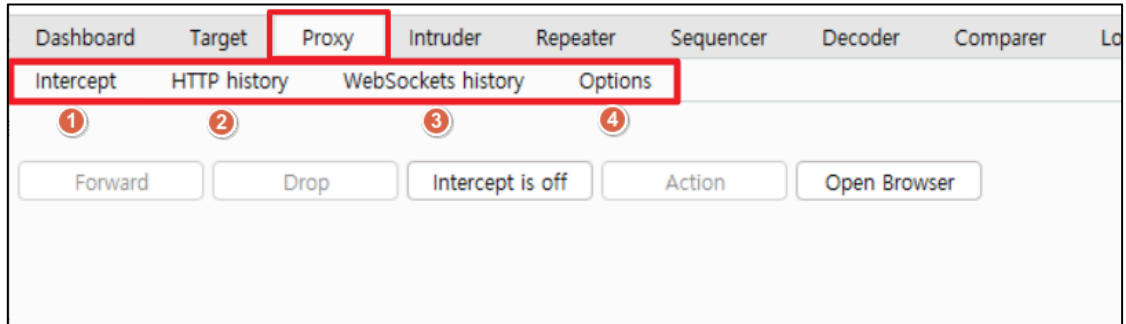 Dashboard Target Proxy Intruder Repeater Sequencer Decoder Comparer Lo
Intercept HTTP history WebSockets history Options
1 2 3 4
Forward Drop Intercept is off Action Open Browser